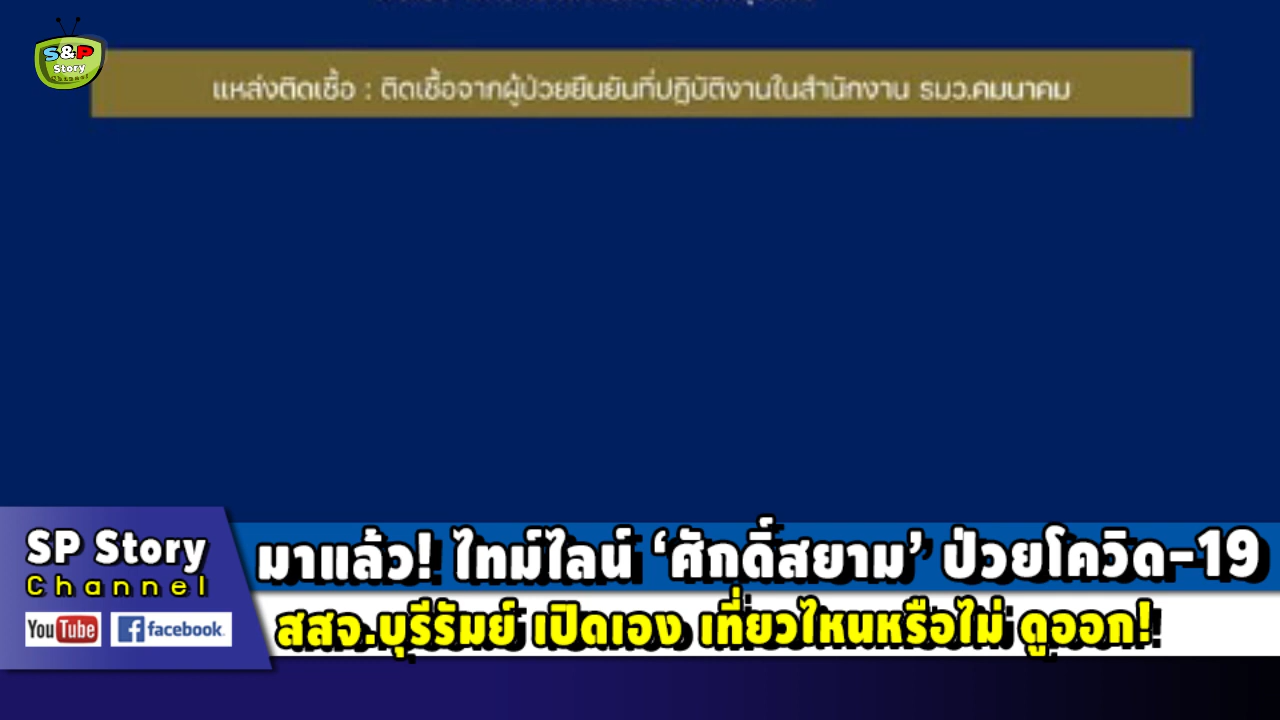 S&P
Story
Channel
แหล่งติดเชื้อ : ติดเชื้อจากผู้ป่วยยืนยันที่ปฏิบัติงานในสำนักงาน รมว.คมนาคม
SP Story
Channel
YouTube facebook
มาแล้ว! ไทม์ไลน์ ‘ศักดิ์สยาม’ ป่วยโควิด-19
สสจ.บุรีรัมย์ เปิดเอง เที่ยวไหนหรือไม่ ดูออก!